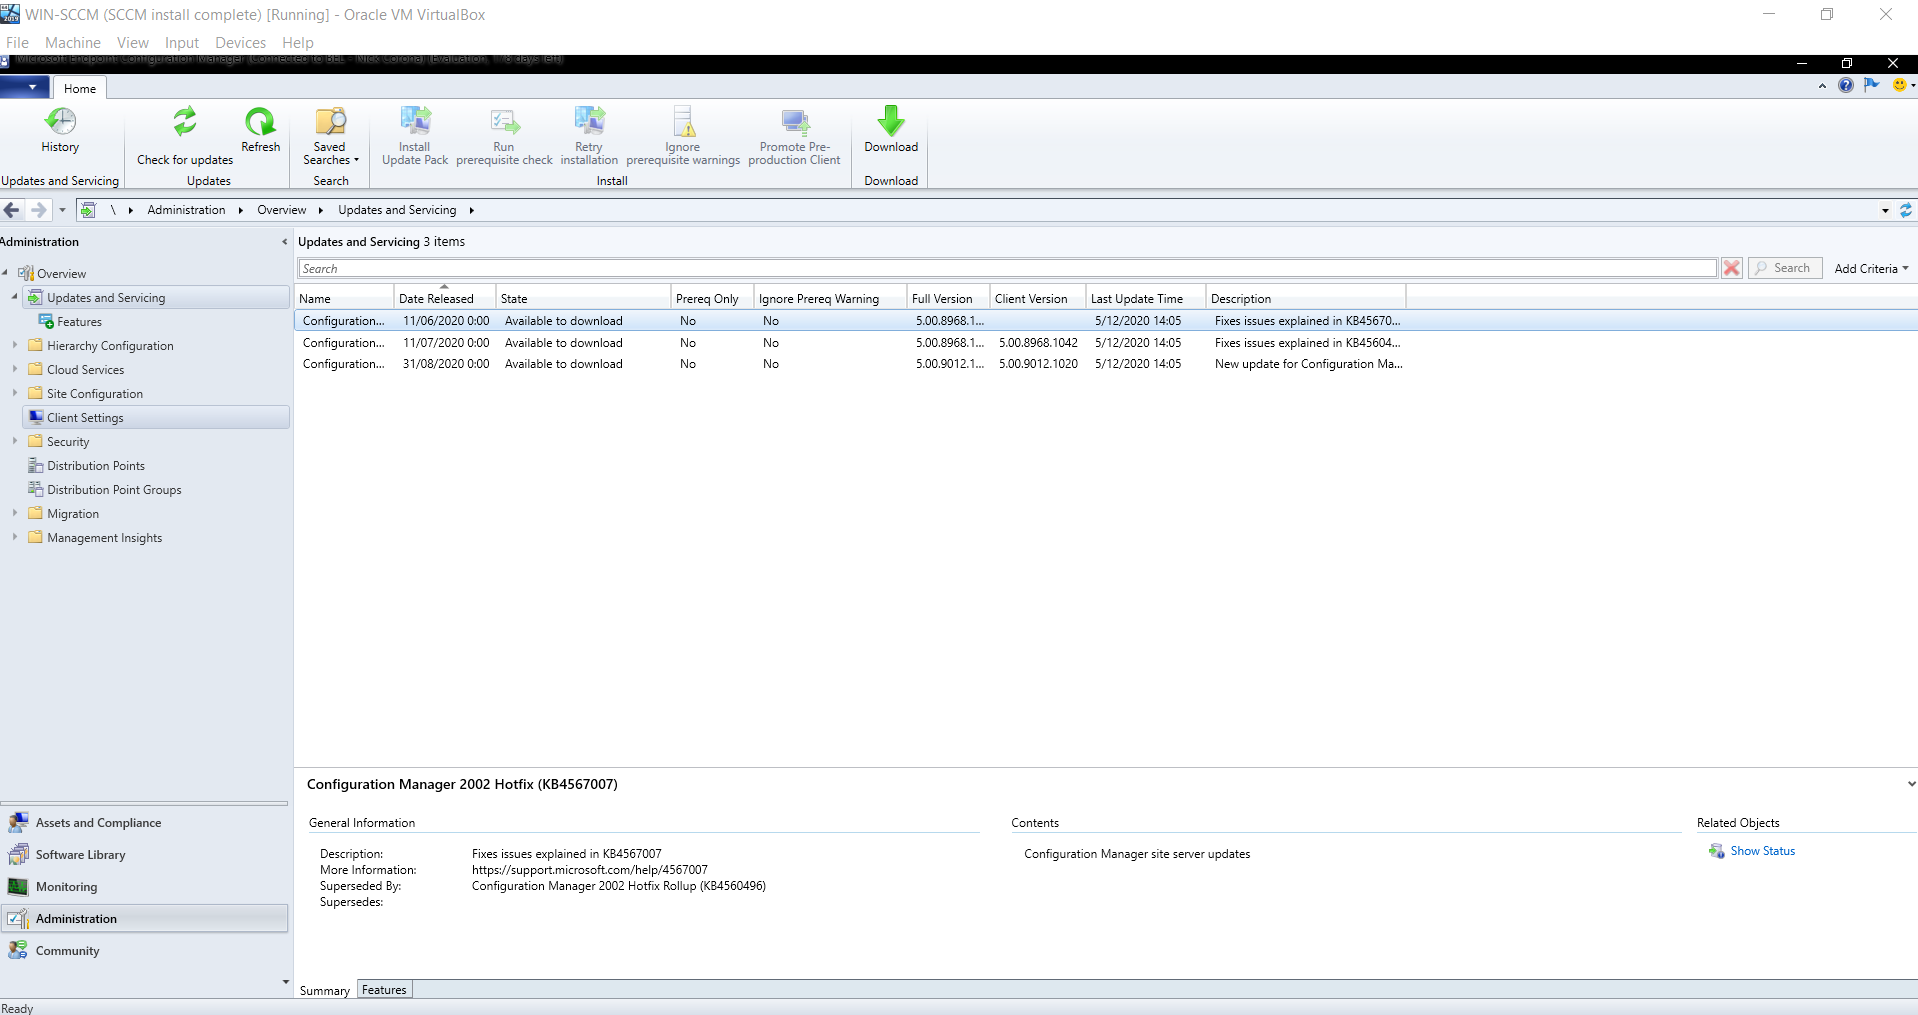 WIN-SCCM (SCCM install complete) [Running] - Oracle VM VirtualBox
File Machine View Input Devices Help
Microsoft Endpoint Configuration Manager (Connected to BEL - Nick Corona) (Evaluation, 178 days left)
Home
History
Check for updates
Refresh
Saved Searches
Install Update Pack
Run prerequisite check
Retry installation
Ignore prerequisite warnings
Promote Pre-production Client
Download
Updates and Servicing
Updates
Search
Install
Download
\ Administration Overview Updates and Servicing
Administration
Overview
Updates and Servicing
Features
Hierarchy Configuration
Cloud Services
Site Configuration
Client Settings
Security
Distribution Points
Distribution Point Groups
Migration
Management Insights
Assets and Compliance
Software Library
Monitoring
Administration
Community
Updates and Servicing 3 items
Search Search Add Criteria
Name Date Released State Prereq Only Ignore Prereq Warning Full Version Client Version Last Update Time Description
Configuration... 11/06/2020 0:00 Available to download No No 5.00.8968.1... 5/12/2020 14:05 Fixes issues explained in KB45670...
Configuration... 11/07/2020 0:00 Available to download No No 5.00.8968.1... 5.00.8968.1042 5/12/2020 14:05 Fixes issues explained in KB45604...
Configuration... 31/08/2020 0:00 Available to download No No 5.00.9012.1... 5.00.9012.1020 5/12/2020 14:05 New update for Configuration Ma...
Configuration Manager 2002 Hotfix (KB4567007)
General Information
Description: Fixes issues explained in KB4567007
More Information: https://support.microsoft.com/help/4567007
Superseded By: Configuration Manager 2002 Hotfix Rollup (KB4560496)
Supersedes:
Contents
Configuration Manager site server updates
Related Objects
Show Status
Summary Features
Ready